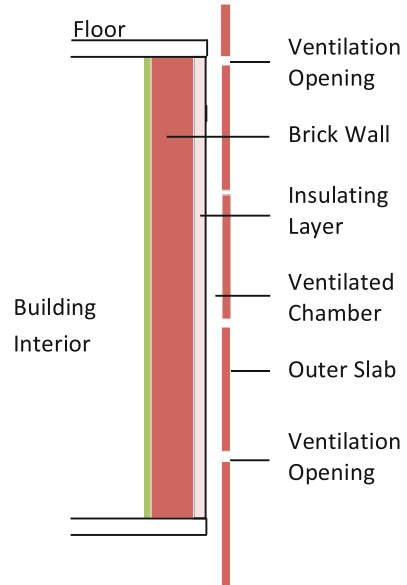 Floor
Ventilation
Opening
Brick Wall
Insulating
Layer
Ventilated
Chamber
Building
Interior
Outer Slab
Ventilation
Opening